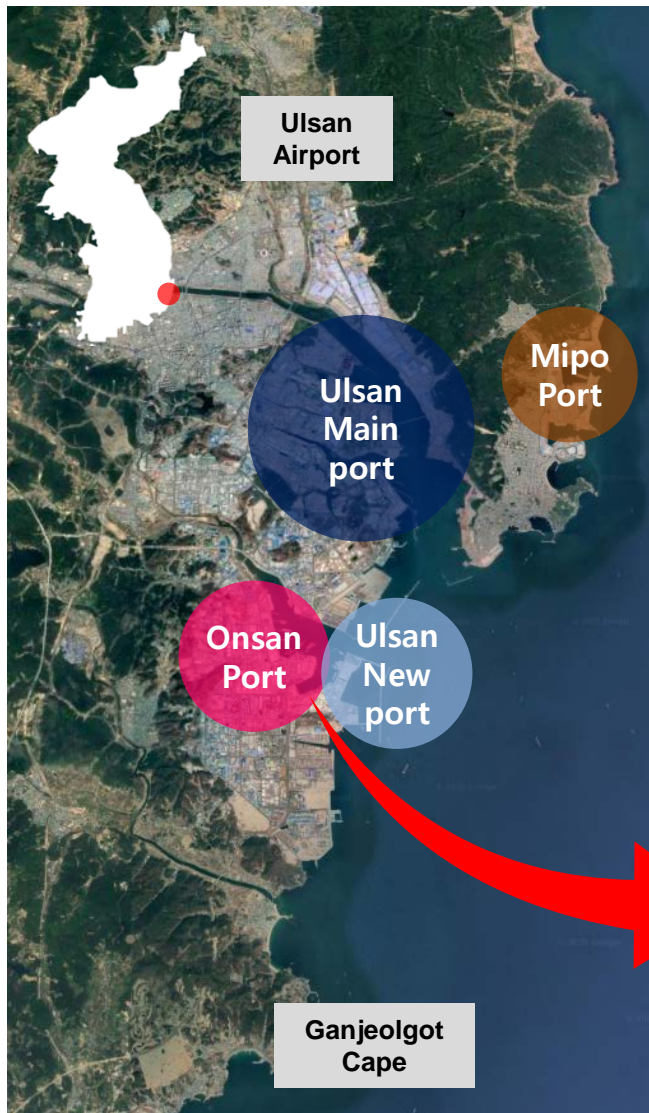 Ulsan
Airport
Mipo
Port
Ulsan
Main
port
Onsan
Port
Ulsan
New
port
Ganjeolgot
Cape